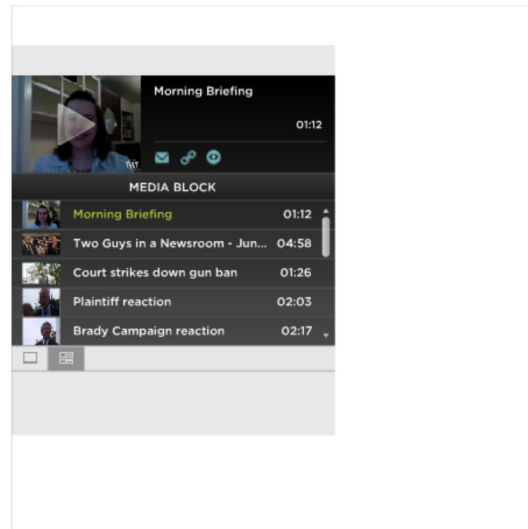 Morning Briefing
01:12
MEDIA BLOCK
Morning Briefing 01:12
Two Guys in a Newsroom - Jun... 04:58
Court strikes down gun ban 01:26
Plaintiff reaction 02:03
Brady Campaign reaction 02:17